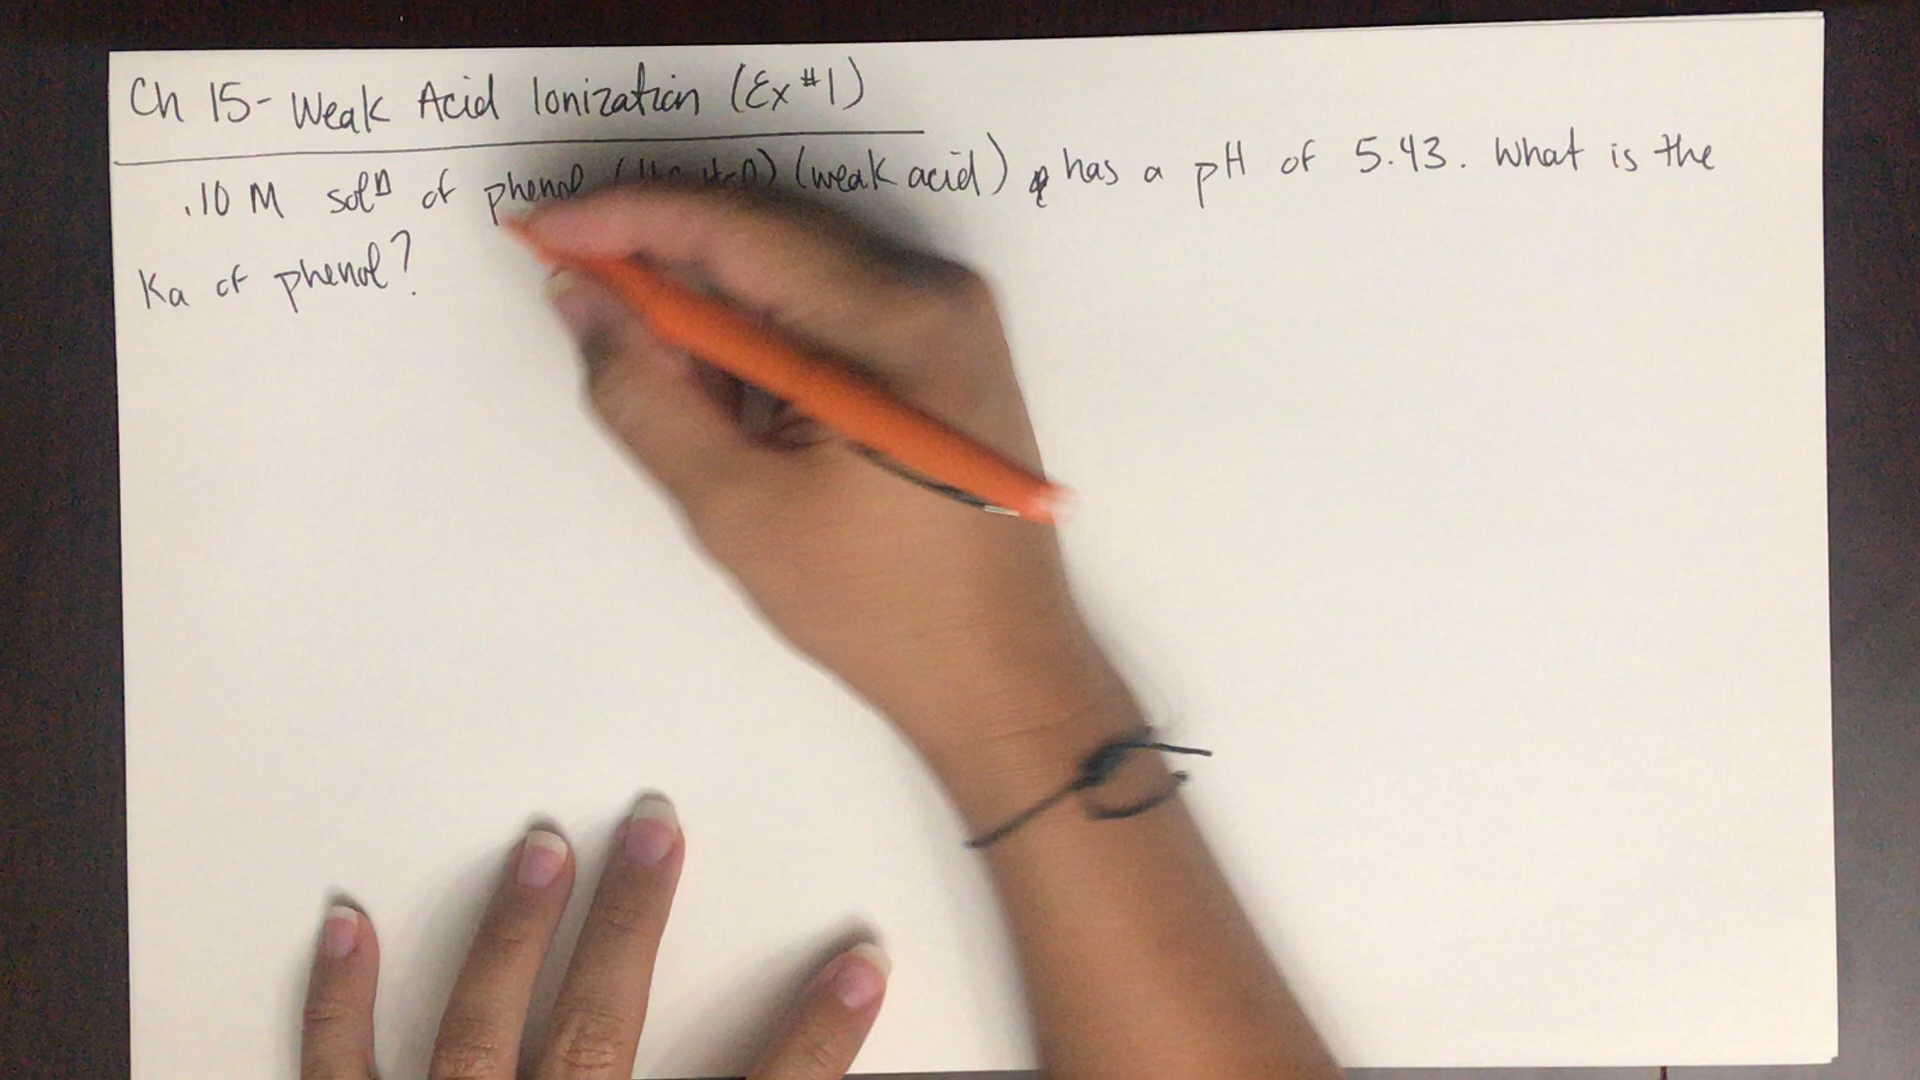 Ch 15 - Weak Acid Ionization (Ex #1)
.10 M solⁿ of phenol (weak acid) has a pH of 5.43. What is the
Ka of phenol?